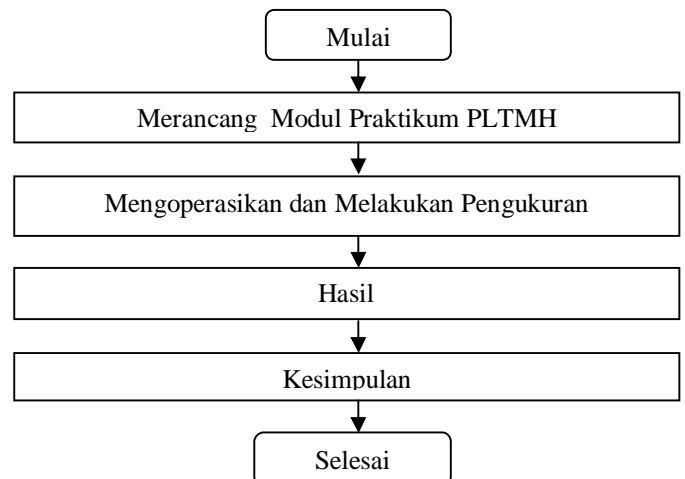 Mulai
Merancang Modul Praktikum PLTMH
Mengoperasikan dan Melakukan Pengukuran
Hasil
Kesimpulan
Selesai